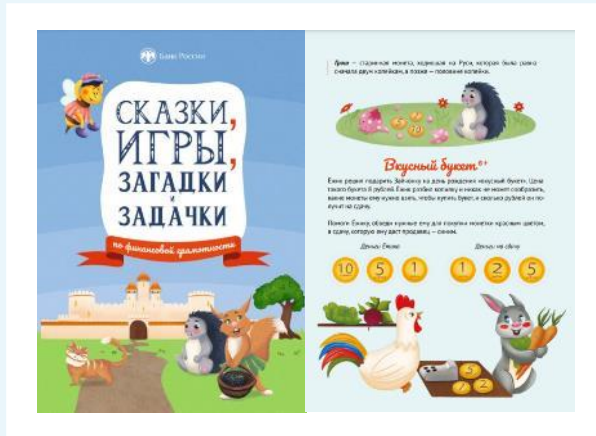 Банк России
СКАЗКИ,
ИГРЫ,
ЗАГАДКИ
И
ЗАДАЧКИ
по финансовой грамотности
Грош — старинная монета, ходившая на Руси, которая была равна
сначала двум копейкам, а позже — половине копейки.
Вкусный букет 6+
Ёжик решил подарить Зайчонку на день рождения «вкусный букет». Цена
такого букета 8 рублей. Ёжик разбил копилку и никак не может сообразить,
какие монеты ему нужно взять, чтобы купить букет, и сколько рублей он по-
лучит на сдачу.
Помоги Ёжику, обведи нужные ему для покупки монетки красным цветом,
а сдачу, которую ему даст продавец — синим.
Деньги Ёжика
Деньги на сдачу
10 5 1 1 2 5